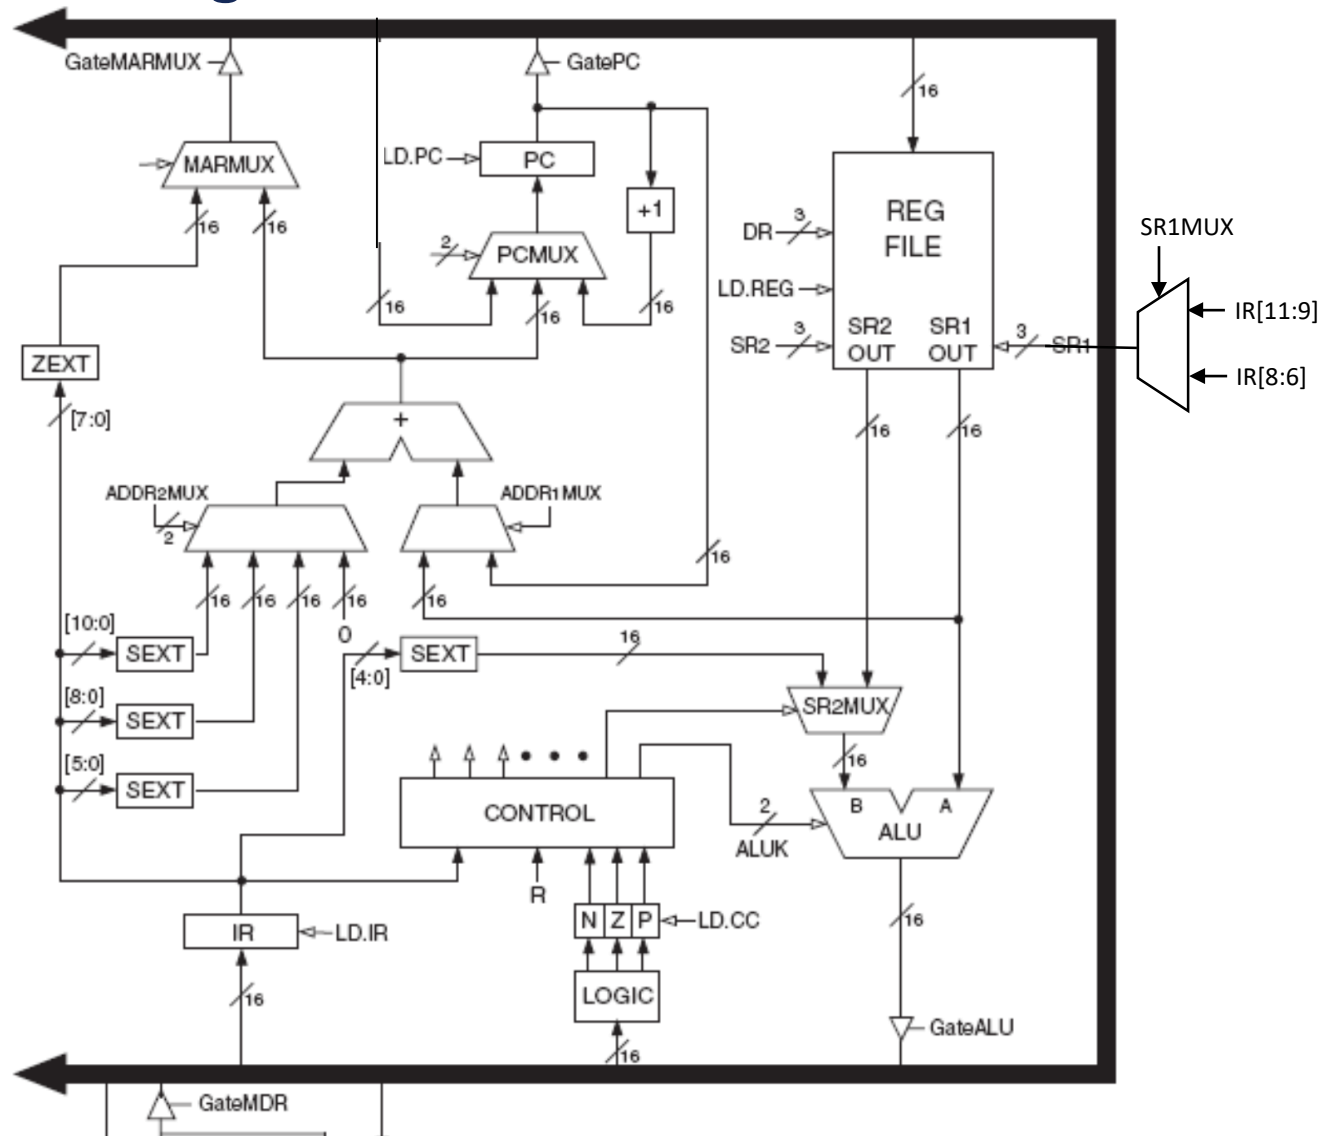 GateMARMUX
GatePC
16
MARMUX
LD.PC
PC
REG
FILE
SR1MUX
16
16
+1
3
DR
2
PCMUX
LD.REG
16
16
16
IR[11:9]
3
SR2
SR2
OUT
SR1
OUT
3
SR1
ZEXT
IR[8:6]
[7:0]
+
16
16
ADDR2MUX
2
ADDR1MUX
16
16
16
16
16
16
[10:0]
SEXT
0
[4:0]
SEXT
16
[8:0]
SEXT
SR2MUX
[5:0]
SEXT
16
CONTROL
2
ALUK
B
A
ALU
R
IR
LD.IR
N
Z
P
LD.CC
16
16
LOGIC
GateALU
16
GateMDR